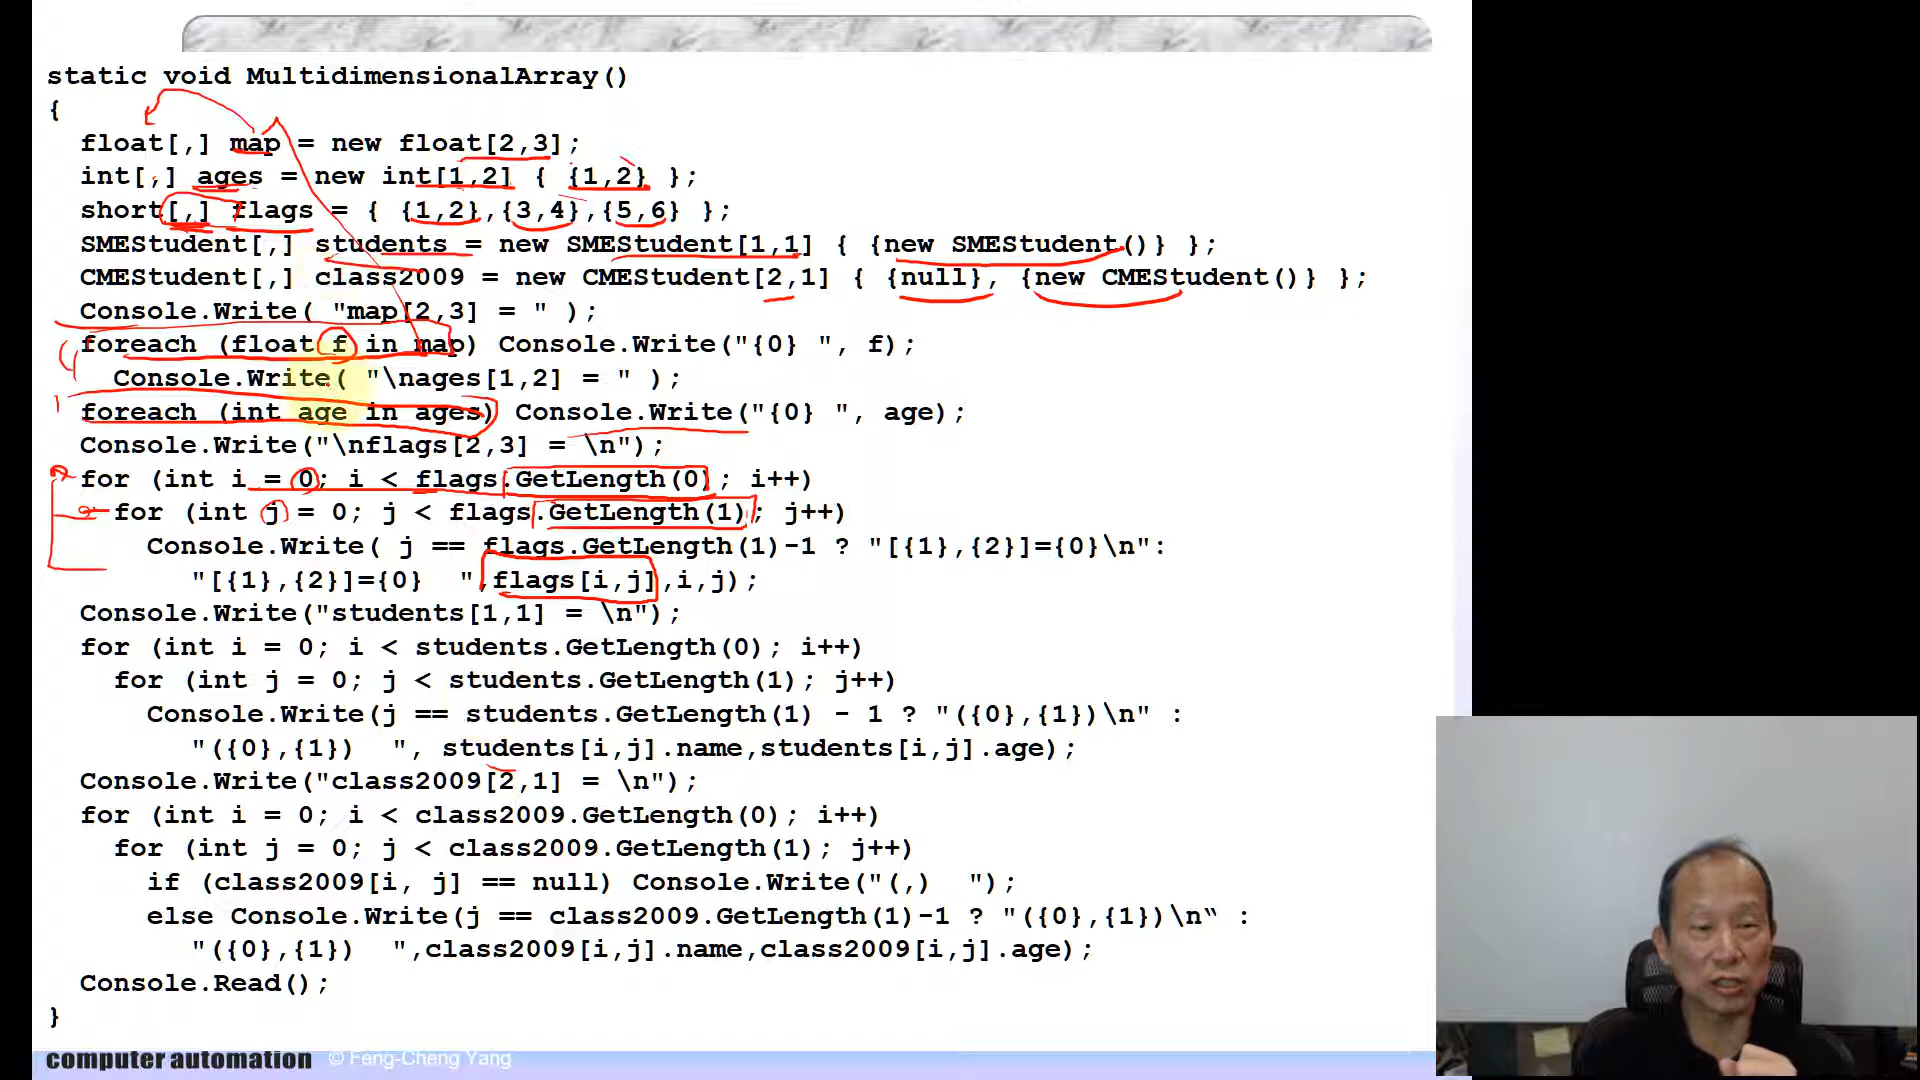 static void MultidimensionalArray()
{
float[,] map = new float[2,3];
int[,] ages = new int[1,2] { {1,2} };
short[,] flags = { {1,2},{3,4},{5,6} };
SMEStudent[,] students = new SMEStudent[1,1] { {new SMEStudent()} };
CMEStudent[,] class2009 = new CMEStudent[2,1] { {null}, {new CMEStudent()} };
Console.Write( "map[2,3] = " );
foreach (float f in map) Console.Write("{0} ", f);
Console.Write( "\nages[1,2] = " );
foreach (int age in ages) Console.Write("{0} ", age);
Console.Write("\nflags[2,3] = \n");
for (int i = 0; i < flags.GetLength(0); i++)
for (int j = 0; j < flags.GetLength(1); j++)
Console.Write( j == flags.GetLength(1)-1 ? "[{1},{2}]={0}\n":
"[{1},{2}]={0}  ",flags[i,j],i,j);
Console.Write("students[1,1] = \n");
for (int i = 0; i < students.GetLength(0); i++)
for (int j = 0; j < students.GetLength(1); j++)
Console.Write(j == students.GetLength(1) - 1 ? "({0},{1})\n" :
"({0},{1})  ", students[i,j].name,students[i,j].age);
Console.Write("class2009[2,1] = \n");
for (int i = 0; i < class2009.GetLength(0); i++)
for (int j = 0; j < class2009.GetLength(1); j++)
if (class2009[i, j] == null) Console.Write("(,)  ");
else Console.Write(j == class2009.GetLength(1)-1 ? "({0},{1})\n“ :
"({0},{1})  ",class2009[i,j].name,class2009[i,j].age);
Console.Read();
}
computer automation © Feng-Cheng Yang